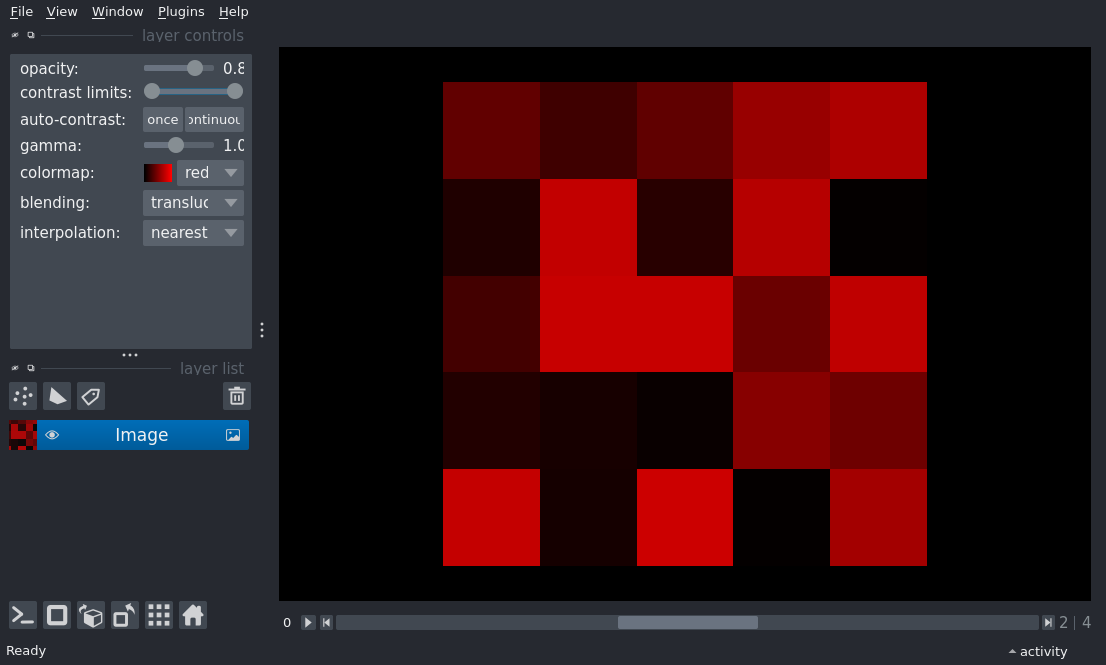 File View Window Plugins Help
layer controls
opacity: 0.8
contrast limits:
auto-contrast: once ontinuou
gamma: 1.0
colormap: red
blending: transluc
interpolation: nearest
layer list
Image
0 2 | 4
Ready activity